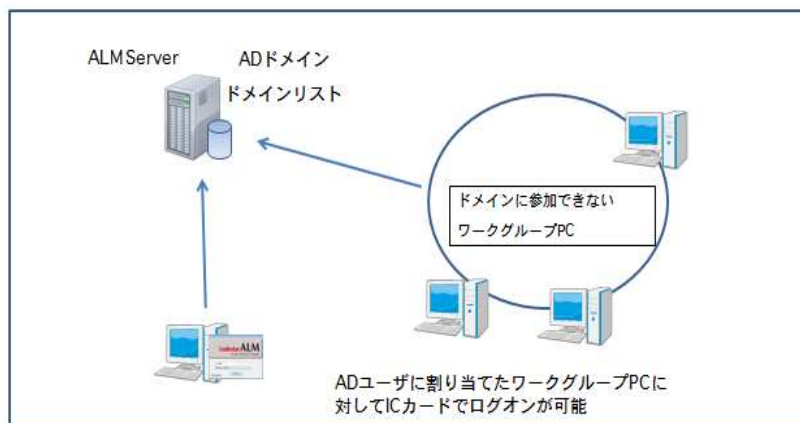 ALMServer
ADドメイン
ドメインリスト
ドメインに参加できない
ワークグループPC
ALM
ADユーザに割り当てたワークグループPCに
対してICカードでログオンが可能